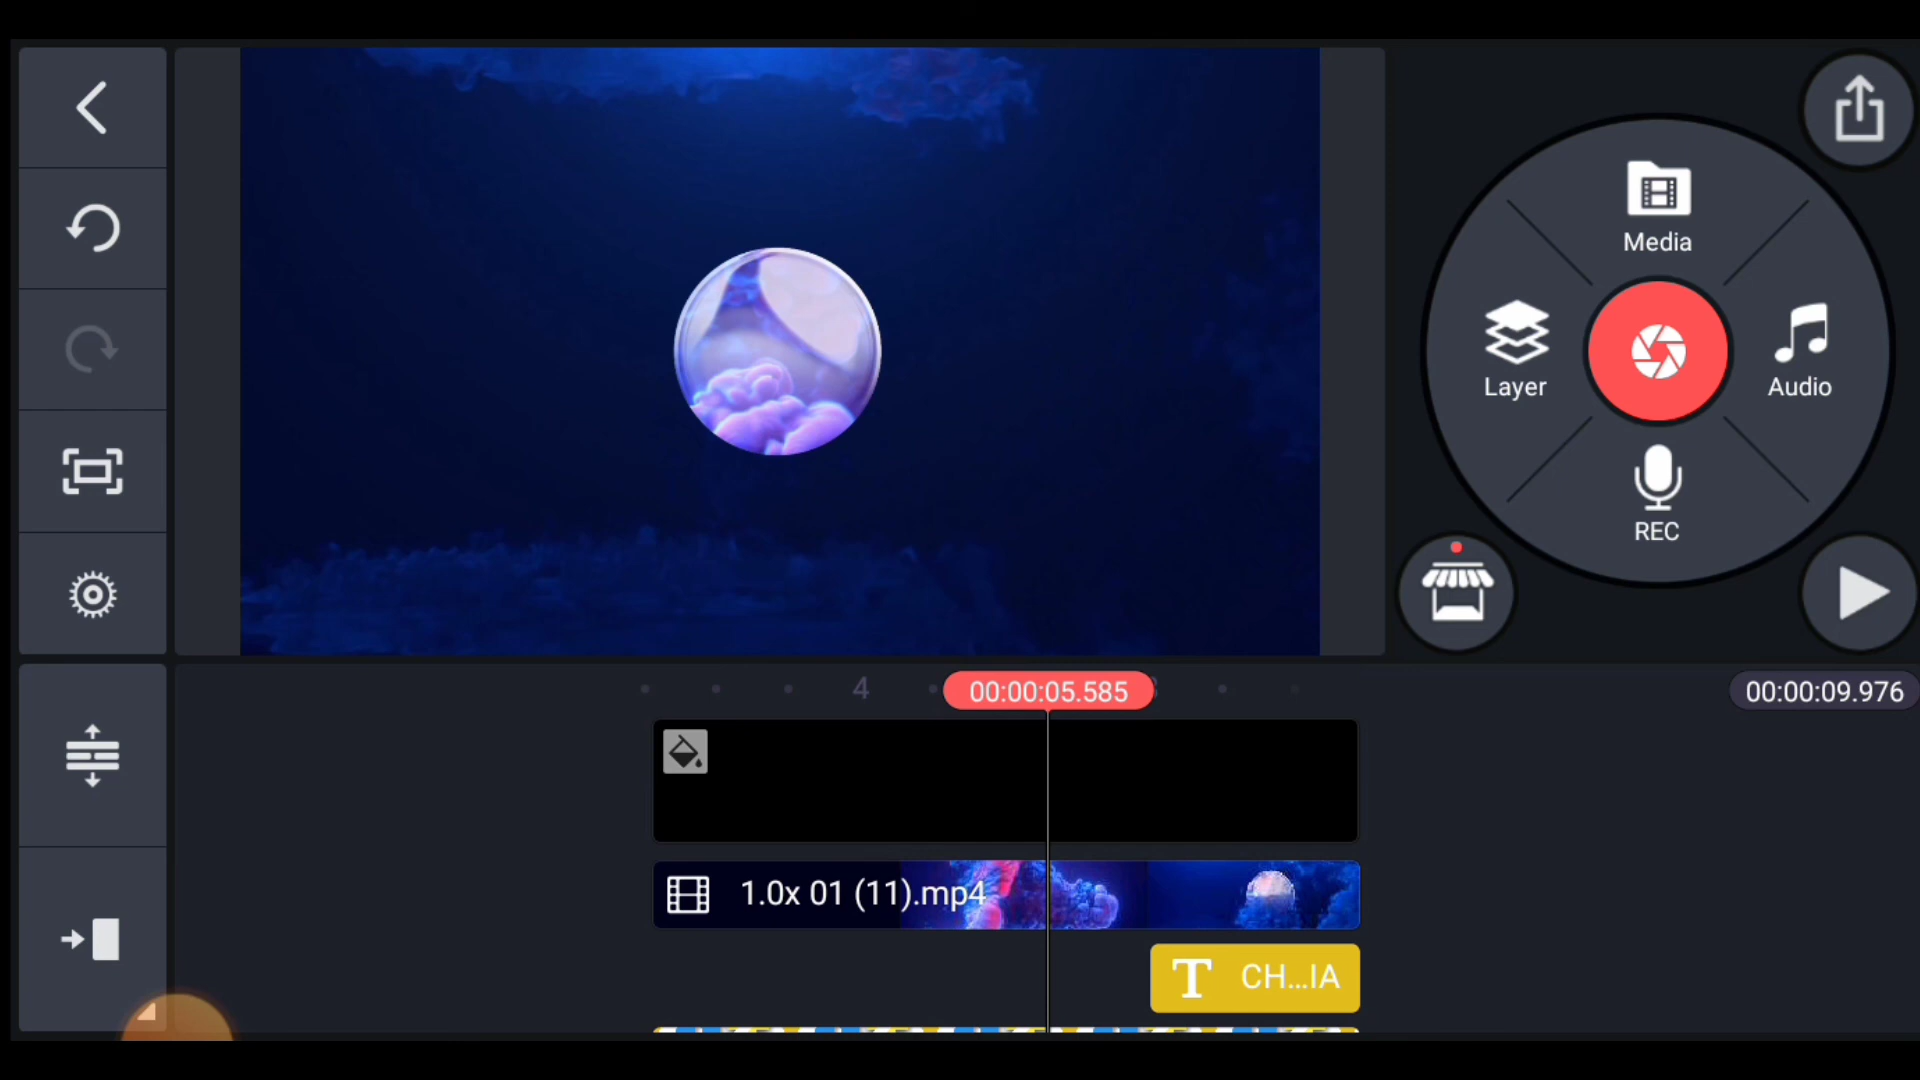 Media
Layer
Audio
REC
4
00:00:05.585
00:00:09.976
1.0x 01 (11).mp4
T CH...IA